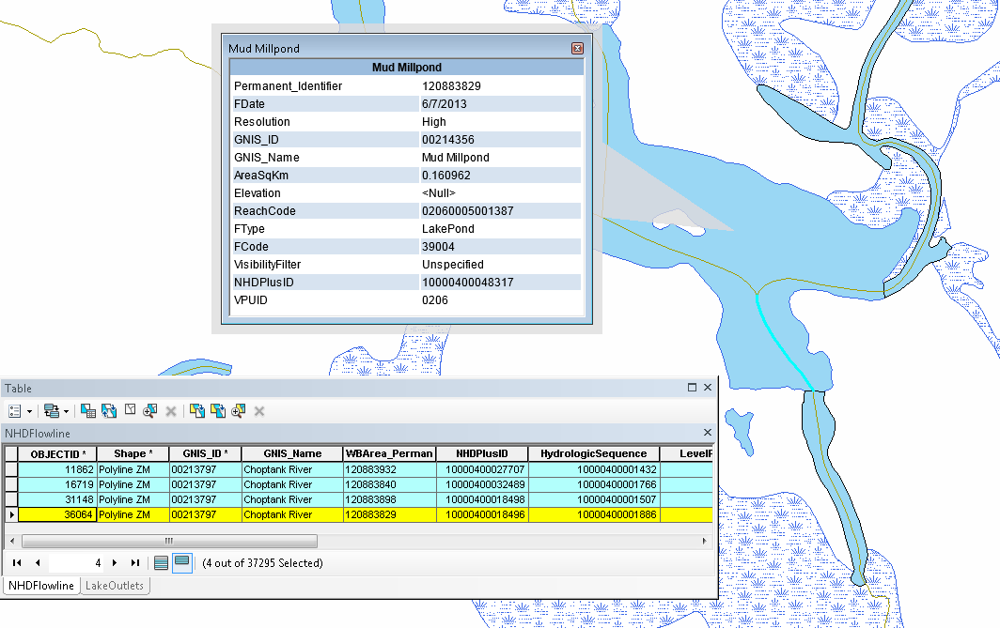 Mud Millpond
Mud Millpond
Permanent_Identifier 120883829
FDate 6/7/2013
Resolution High
GNIS_ID 00214356
GNIS_Name Mud Millpond
AreaSqKm 0.160962
Elevation <Null>
ReachCode 02060005001387
FType LakePond
FCode 39004
VisibilityFilter Unspecified
NHDPlusID 10000400048317
VPUID 0206
Table
NHDFlowline
OBJECTID * Shape * GNIS_ID * GNIS_Name WBArea_Perman NHDPlusID HydrologicSequence LevelP
11862 Polyline ZM 00213797 Choptank River 120883932 10000400027707 10000400001432
16719 Polyline ZM 00213797 Choptank River 120883840 10000400032489 10000400001766
31148 Polyline ZM 00213797 Choptank River 120883898 10000400018498 10000400001507
36064 Polyline ZM 00213797 Choptank River 120883829 10000400018496 10000400001886
4 (4 out of 37295 Selected)
NHDFlowline LakeOutlets